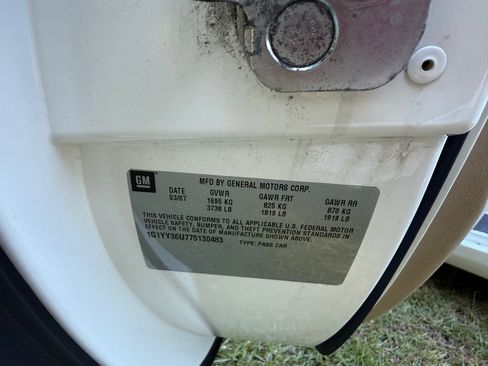 GM
MFD BY GENERAL MOTORS CORP.
DATE GVWR GAWR FRT GAWR RR
03/07 1695 KG 825 KG 870 KG
3738 LB 1819 LB 1919 LB
THIS VEHICLE CONFORMS TO ALL APPLICABLE U.S. FEDERAL MOTOR
VEHICLE SAFETY, BUMPER, AND THEFT PREVENTION STANDARDS
IN EFFECT ON THE DATE OF MANUFACTURE SHOWN ABOVE.
1G1YY36U775130483 TYPE: PASS CAR